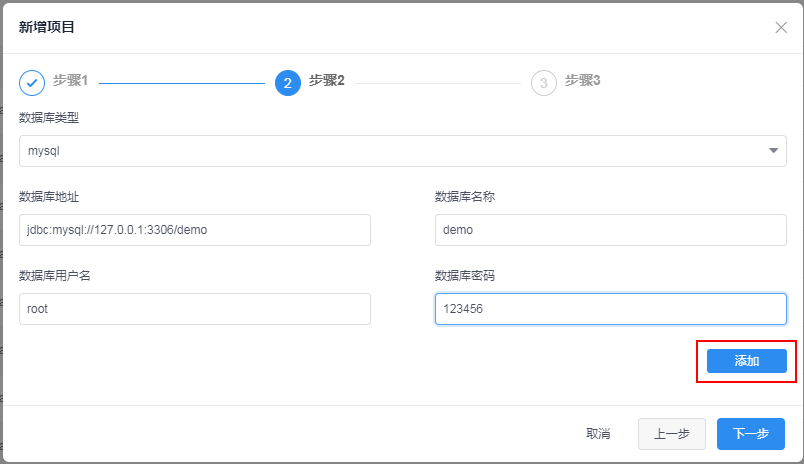 新增项目
步骤1
2 步骤2
3 步骤3
数据库类型
mysql
数据库地址 数据库名称
jdbc:mysql://127.0.0.1:3306/demo demo
数据库用户名 数据库密码
root 123456
添加
取消 上一步 下一步